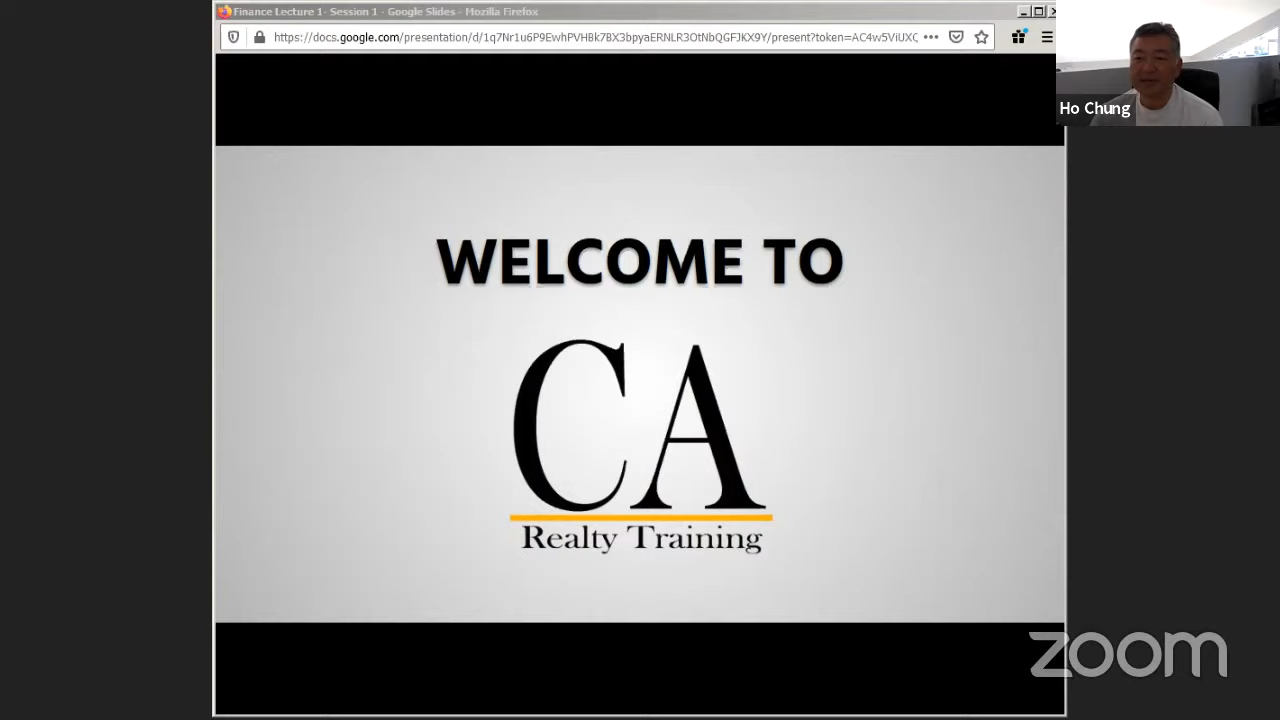 Finance Lecture 1- Session 1 - Google Slides - Mozilla Firefox
https://docs.google.com/presentation/d/1q7Nr1u6P9EwhPVHBk7BX3bpyaERNLR3OtNbQGFJKX9Y/present?token=AC4w5ViUXC
Ho Chung
WELCOME TO
CA
Realty Training
zoom